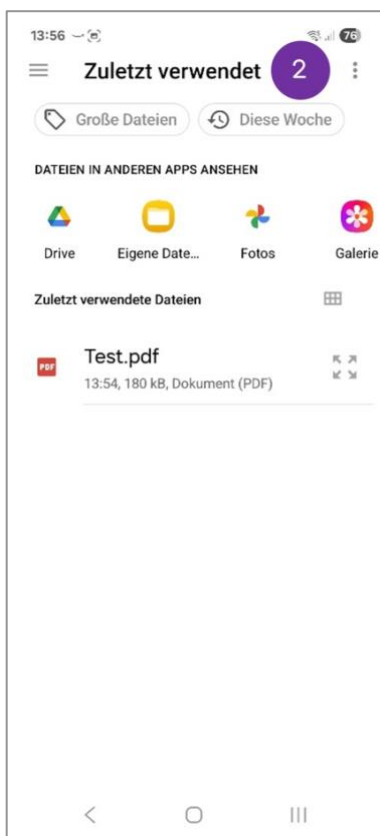 13:56
76
Zuletzt verwendet
2
Große Dateien
Diese Woche
DATEIEN IN ANDEREN APPS ANSEHEN
Drive
Eigene Date...
Fotos
Galerie
Zuletzt verwendete Dateien
PDF
Test.pdf
13:54, 180 kB, Dokument (PDF)